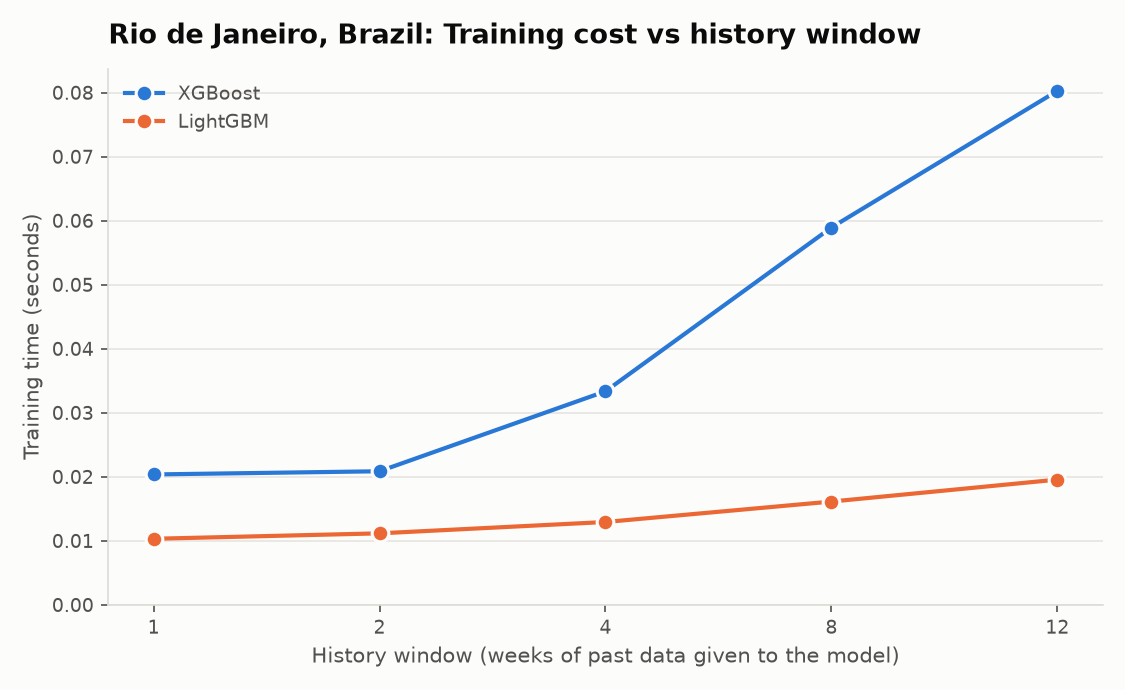 Rio de Janeiro, Brazil: Training cost vs history window
XGBoost
LightGBM
Training time (seconds)
0.08
0.07
0.06
0.05
0.04
0.03
0.02
0.01
0.00
1 2 4 8 12
History window (weeks of past data given to the model)